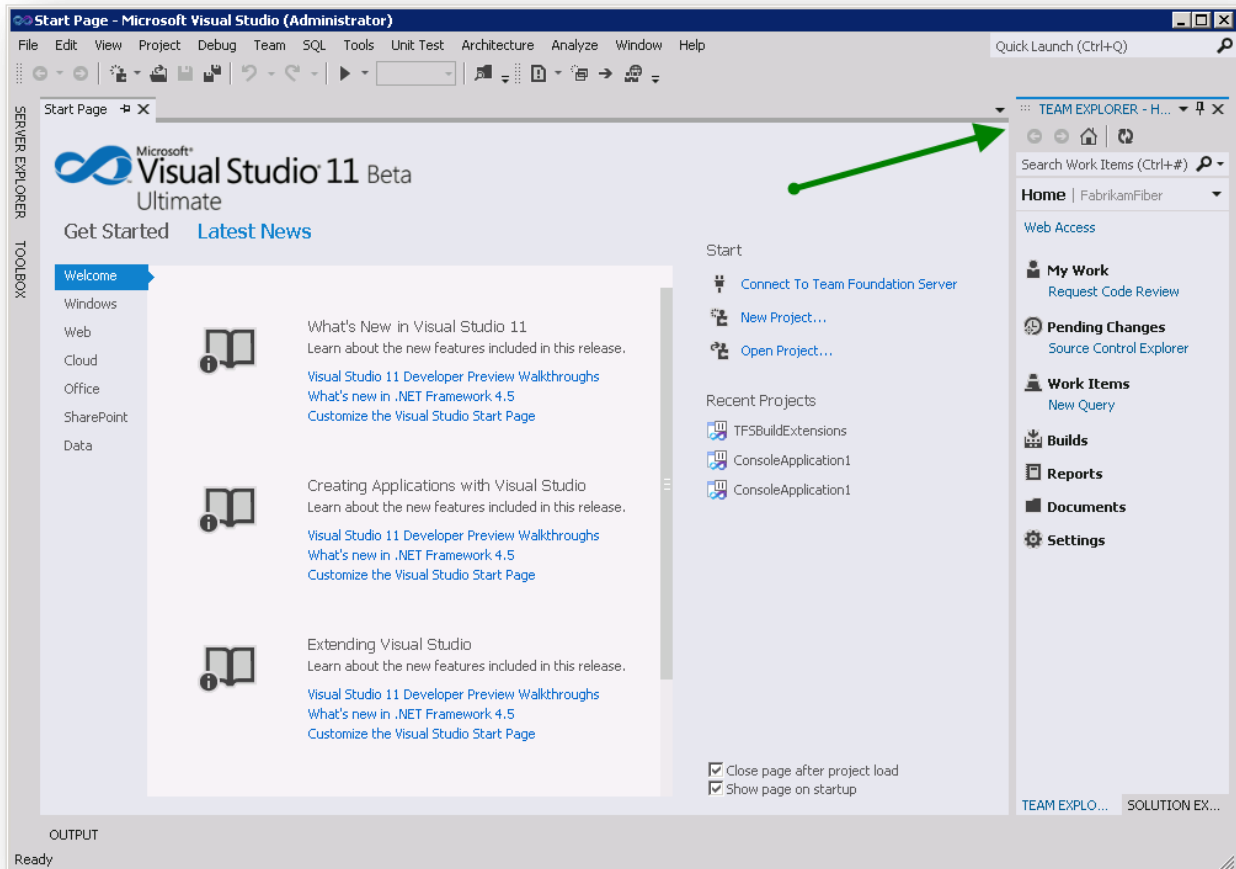 Start Page - Microsoft Visual Studio (Administrator)
File Edit View Project Debug Team SQL Tools Unit Test Architecture Analyze Window Help
Quick Launch (Ctrl+Q)
SERVER EXPLORER
TOOLBOX
Start Page
Microsoft
Visual Studio 11 Beta
Ultimate
Get Started Latest News
Welcome
Windows
Web
Cloud
Office
SharePoint
Data
What's New in Visual Studio 11
Learn about the new features included in this release.
Visual Studio 11 Developer Preview Walkthroughs
What's new in .NET Framework 4.5
Customize the Visual Studio Start Page
Creating Applications with Visual Studio
Learn about the new features included in this release.
Visual Studio 11 Developer Preview Walkthroughs
What's new in .NET Framework 4.5
Customize the Visual Studio Start Page
Extending Visual Studio
Learn about the new features included in this release.
Visual Studio 11 Developer Preview Walkthroughs
What's new in .NET Framework 4.5
Customize the Visual Studio Start Page
Start
Connect To Team Foundation Server
New Project...
Open Project...
Recent Projects
TFSBuildExtensions
ConsoleApplication1
ConsoleApplication1
Close page after project load
Show page on startup
TEAM EXPLORER - H...
Search Work Items (Ctrl+#)
Home | FabrikamFiber
Web Access
My Work
Request Code Review
Pending Changes
Source Control Explorer
Work Items
New Query
Builds
Reports
Documents
Settings
TEAM EXPLO... SOLUTION EX...
OUTPUT
Ready